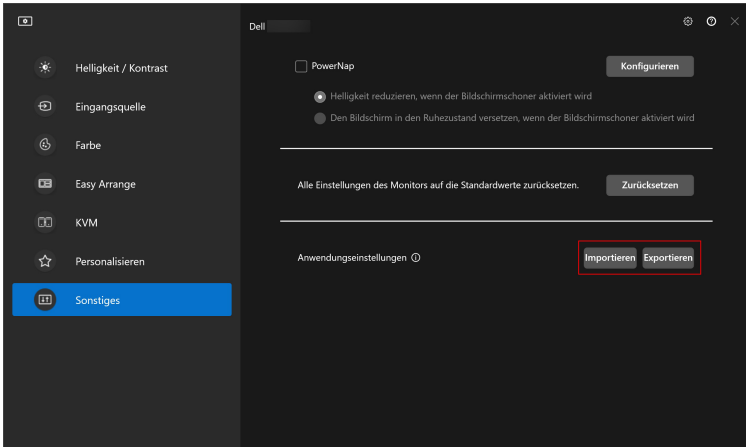 Dell
Helligkeit / Kontrast
Eingangsquelle
Farbe
Easy Arrange
KVM
Personalisieren
Sonstiges
PowerNap
Konfigurieren
Helligkeit reduzieren, wenn der Bildschirmschoner aktiviert wird
Den Bildschirm in den Ruhezustand versetzen, wenn der Bildschirmschoner aktiviert wird
Alle Einstellungen des Monitors auf die Standardwerte zurücksetzen.
Zurücksetzen
Anwendungseinstellungen
Importieren
Exportieren